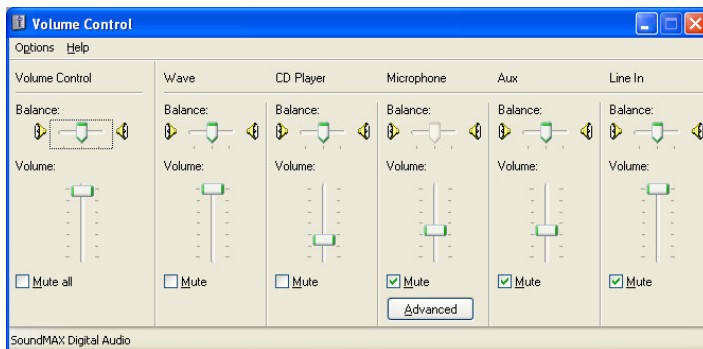 Volume Control
Options Help
Volume Control Wave CD Player Microphone Aux Line In
Balance: Balance: Balance: Balance: Balance: Balance:
Volume: Volume: Volume: Volume: Volume: Volume:
Mute all Mute Mute Mute Mute Mute
Advanced
SoundMAX Digital Audio